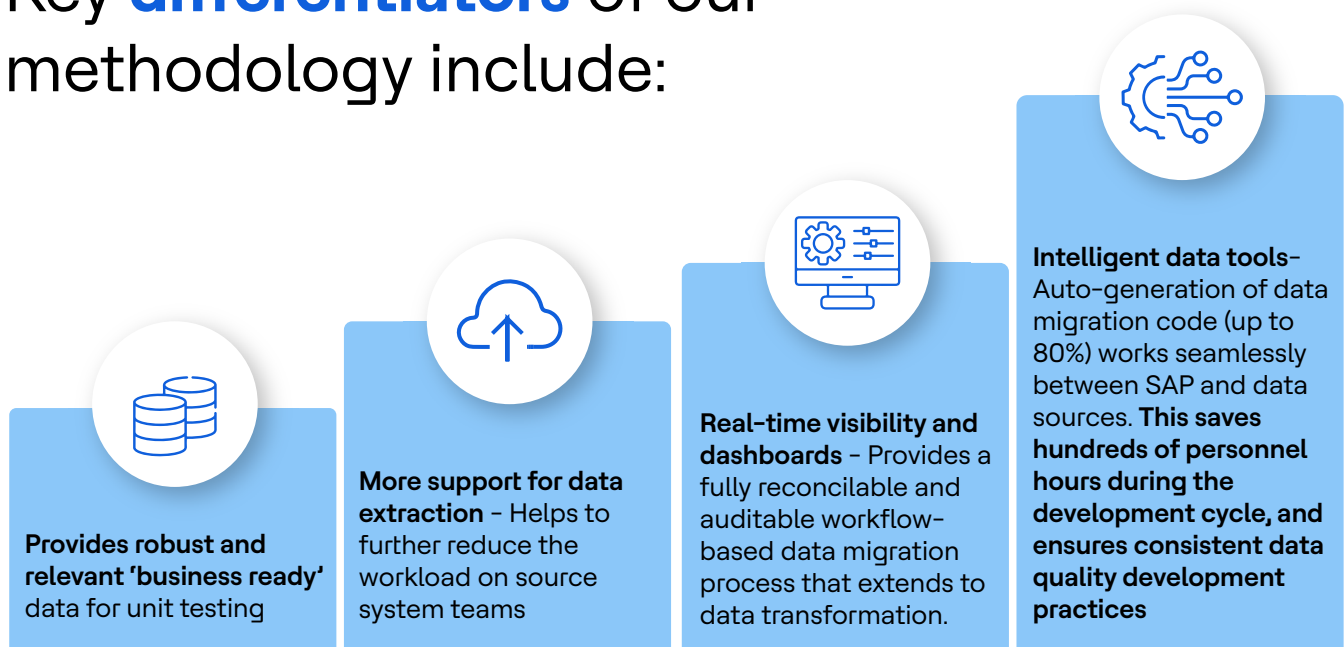 Key differentiators of our
methodology include:
Provides robust and
relevant ‘business ready’
data for unit testing
More support for data
extraction - Helps to
further reduce the
workload on source
system teams
Real-time visibility and
dashboards - Provides a
fully reconcilable and
auditable workflow-
based data migration
process that extends to
data transformation.
Intelligent data tools-
Auto-generation of data
migration code (up to
80%) works seamlessly
between SAP and data
sources. This saves
hundreds of personnel
hours during the
development cycle, and
ensures consistent data
quality development
practices